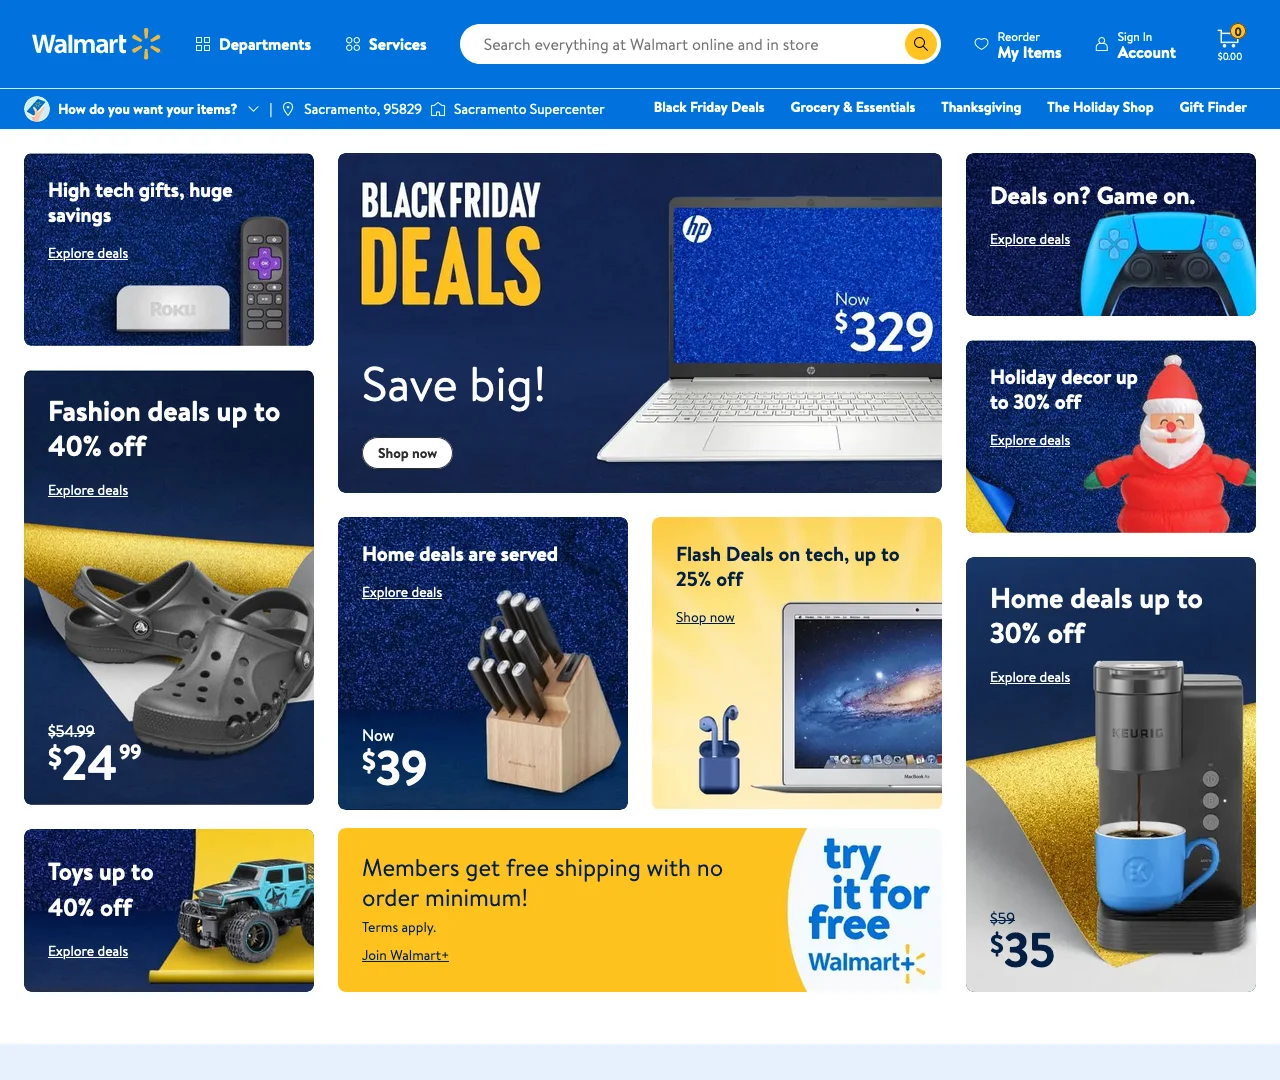 Walmart
Departments
Services
Search everything at Walmart online and in store
Reorder
My Items
Sign In
Account
0
$0.00
How do you want your items?
|
Sacramento, 95829
Sacramento Supercenter
Black Friday Deals
Grocery & Essentials
Thanksgiving
The Holiday Shop
Gift Finder
High tech gifts, huge
savings
Explore deals
Roku
OK
Fashion deals up to
40% off
Explore deals
$54.99
$24.99
Toys up to
40% off
Explore deals
BLACK FRIDAY
DEALS
Save big!
Shop now
hp
Now
$329
hp
Home deals are served
Explore deals
Now
$39
Flash Deals on tech, up to
25% off
Shop now
MacBook Air
Members get free shipping with no
order minimum!
Terms apply.
Join Walmart+
try
it for
free
Walmart+
Deals on? Game on.
Explore deals
Holiday decor up
to 30% off
Explore deals
Home deals up to
30% off
Explore deals
KEURIG
$59
$35